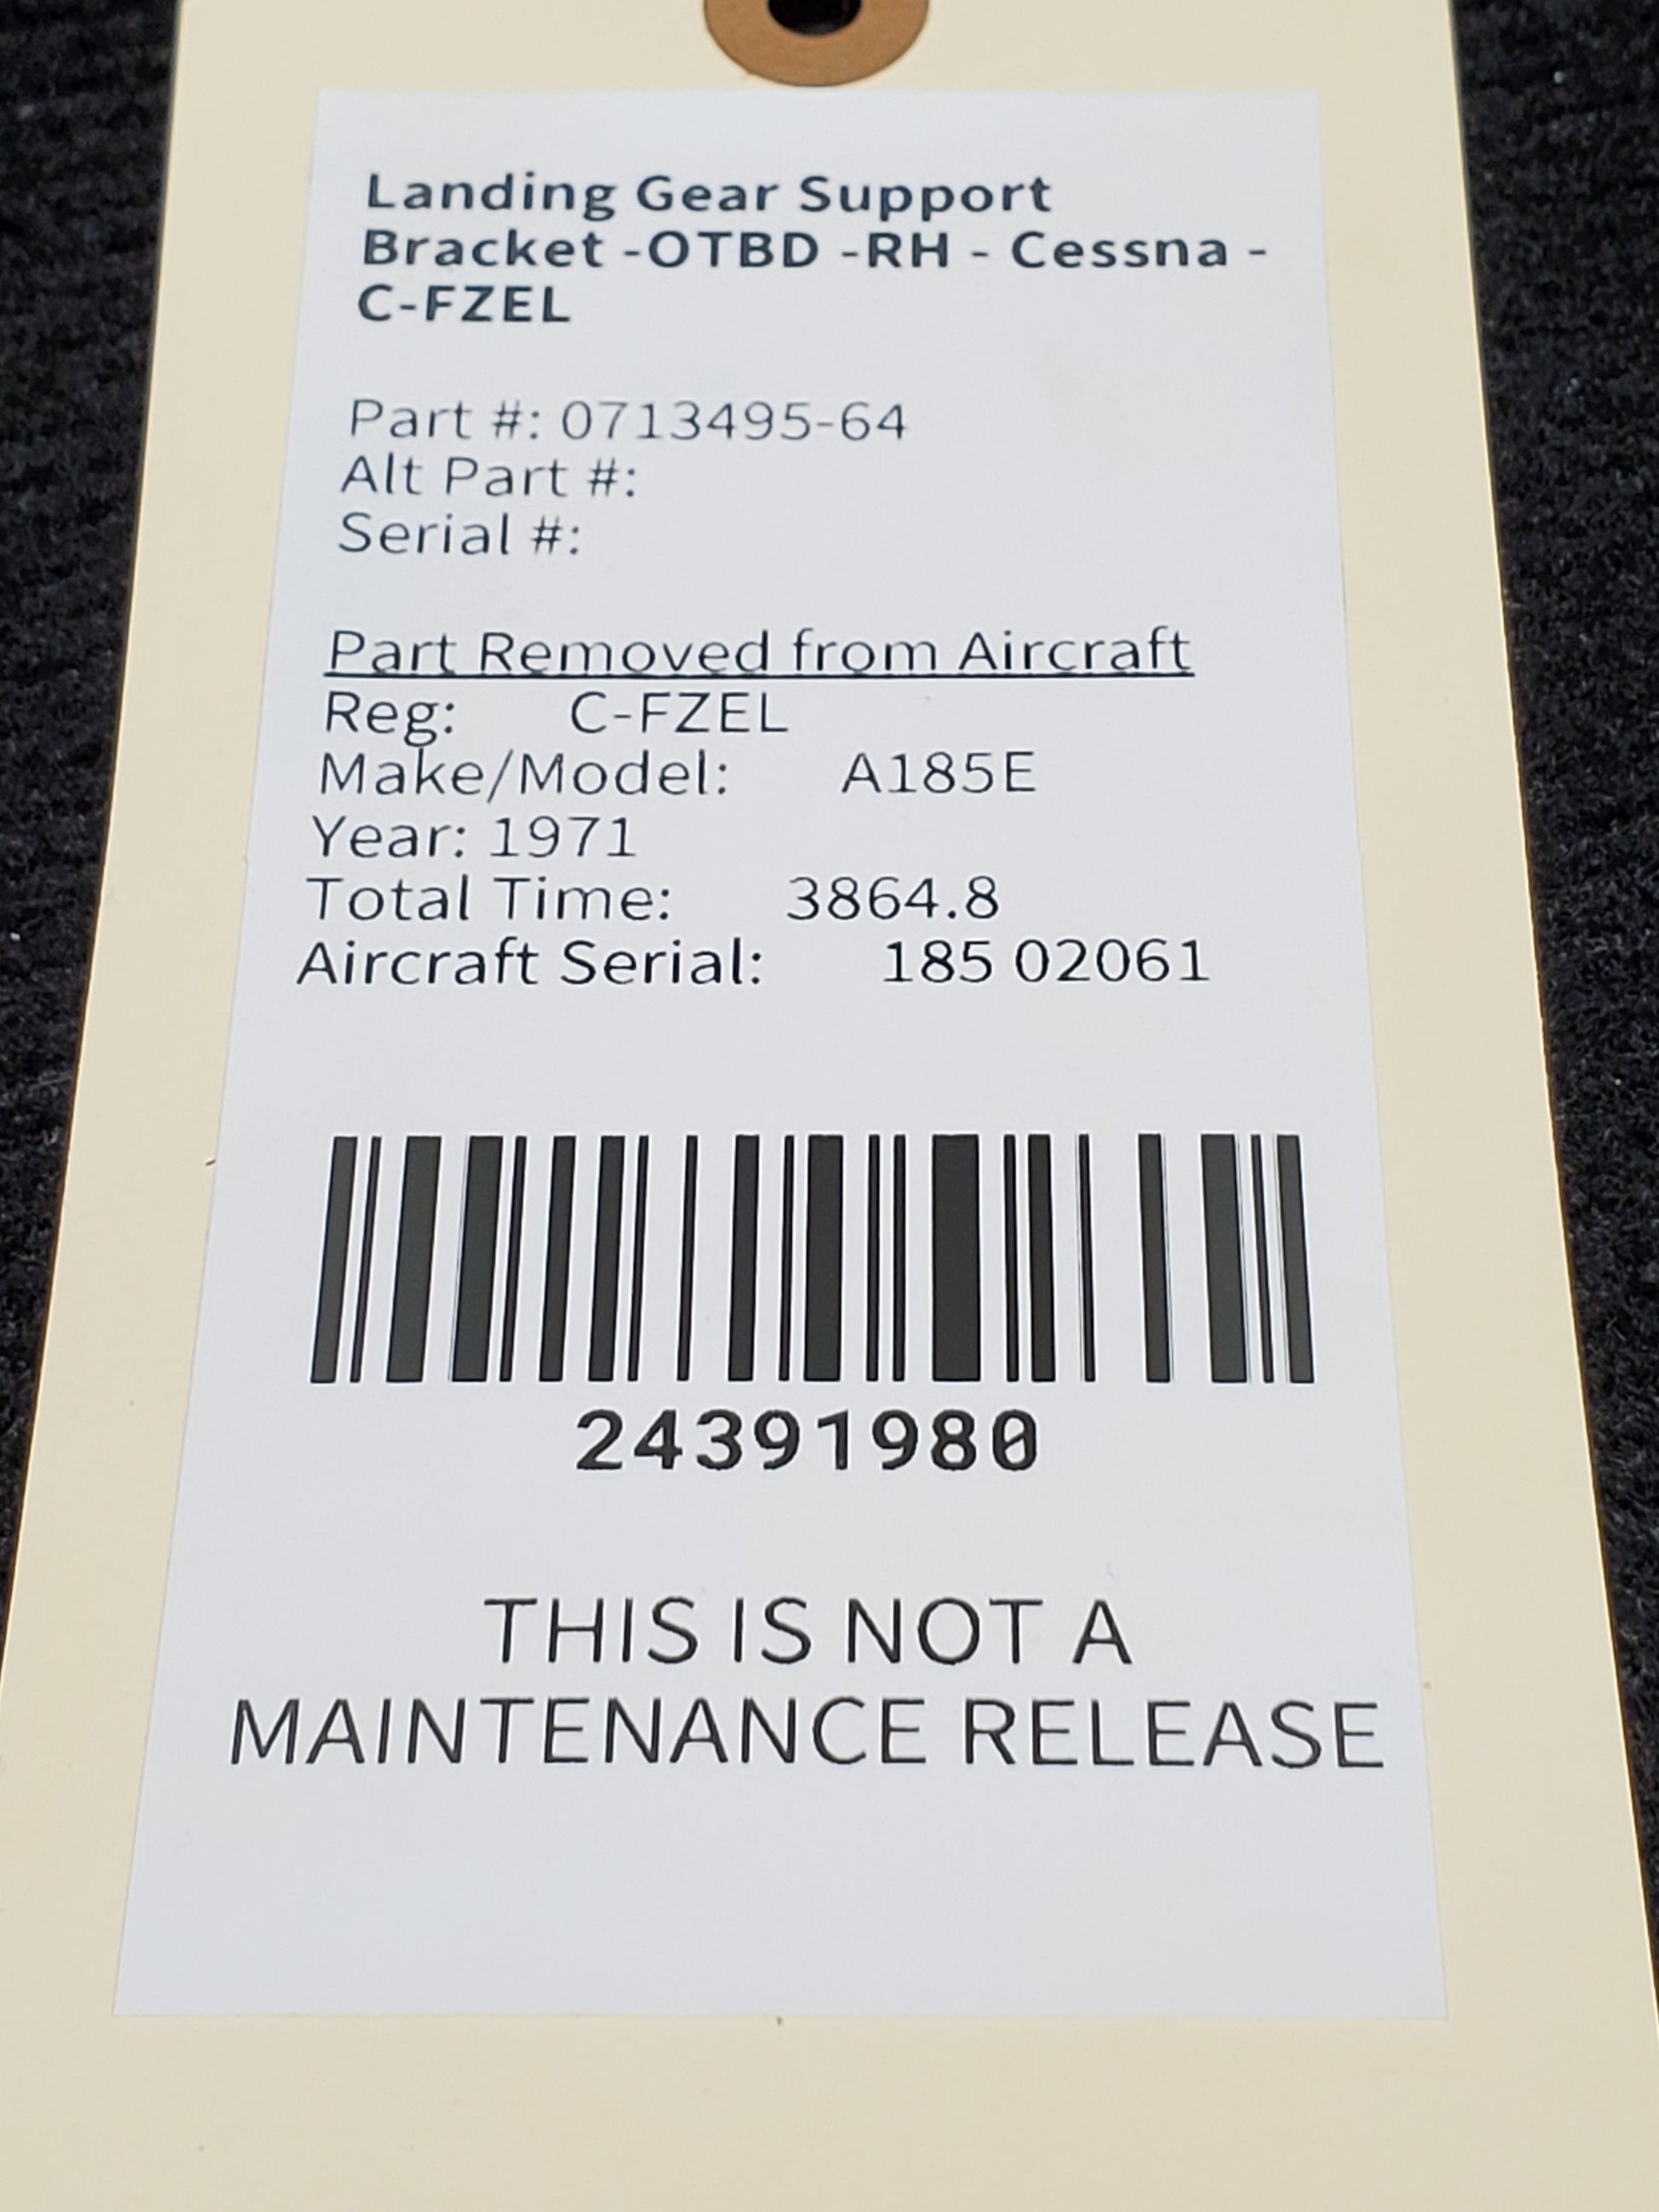 Landing Gear Support
Bracket -OTBD -RH - Cessna -
C-FZEL
Part #: 0713495-64
Alt Part #:
Serial #:
Part Removed from Aircraft
Reg: C-FZEL
Make/Model: A185E
Year: 1971
Total Time: 3864.8
Aircraft Serial: 185 02061
24391980
THIS IS NOT A
MAINTENANCE RELEASE